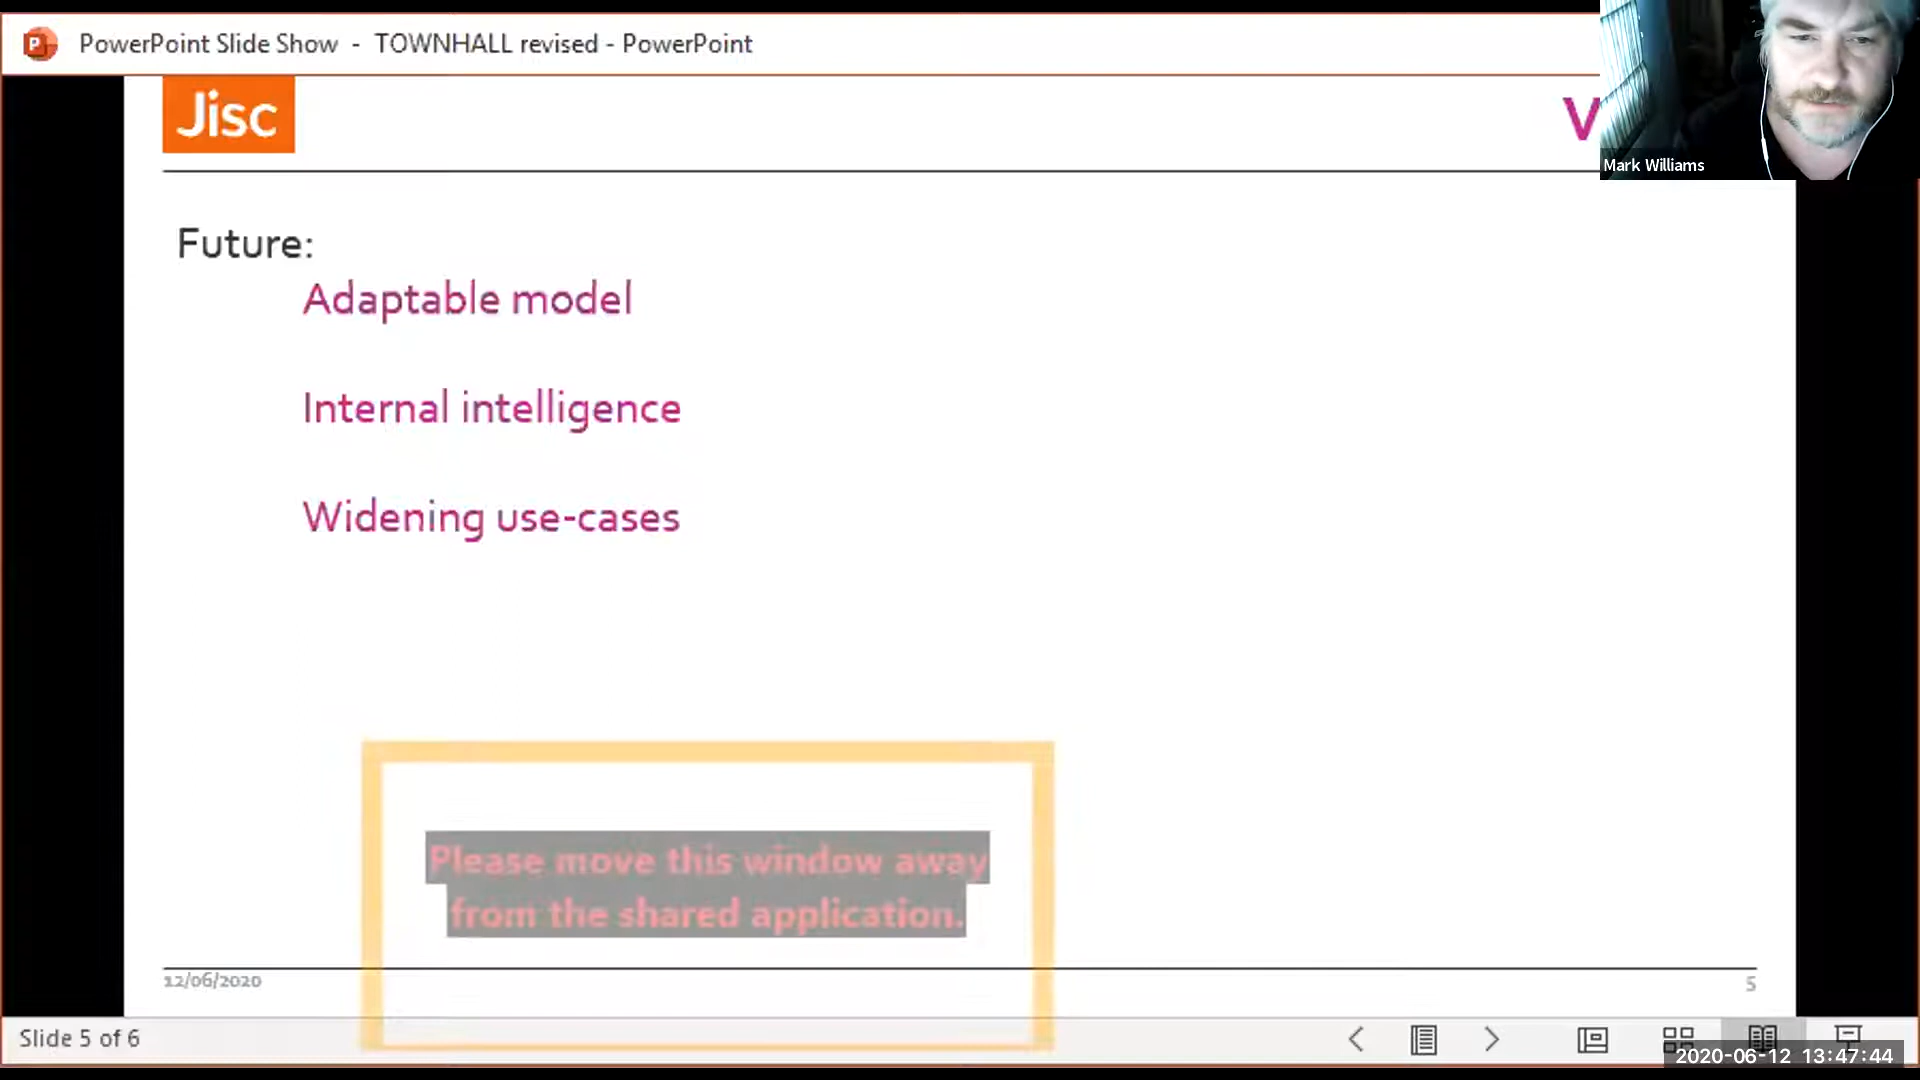 PowerPoint Slide Show - TOWNHALL revised - PowerPoint
Jisc
V
Mark Williams
Future:
Adaptable model
Internal intelligence
Widening use-cases
Please move this window away
from the shared application.
12/06/2020
5
Slide 5 of 6
2020-06-12 13:47:44